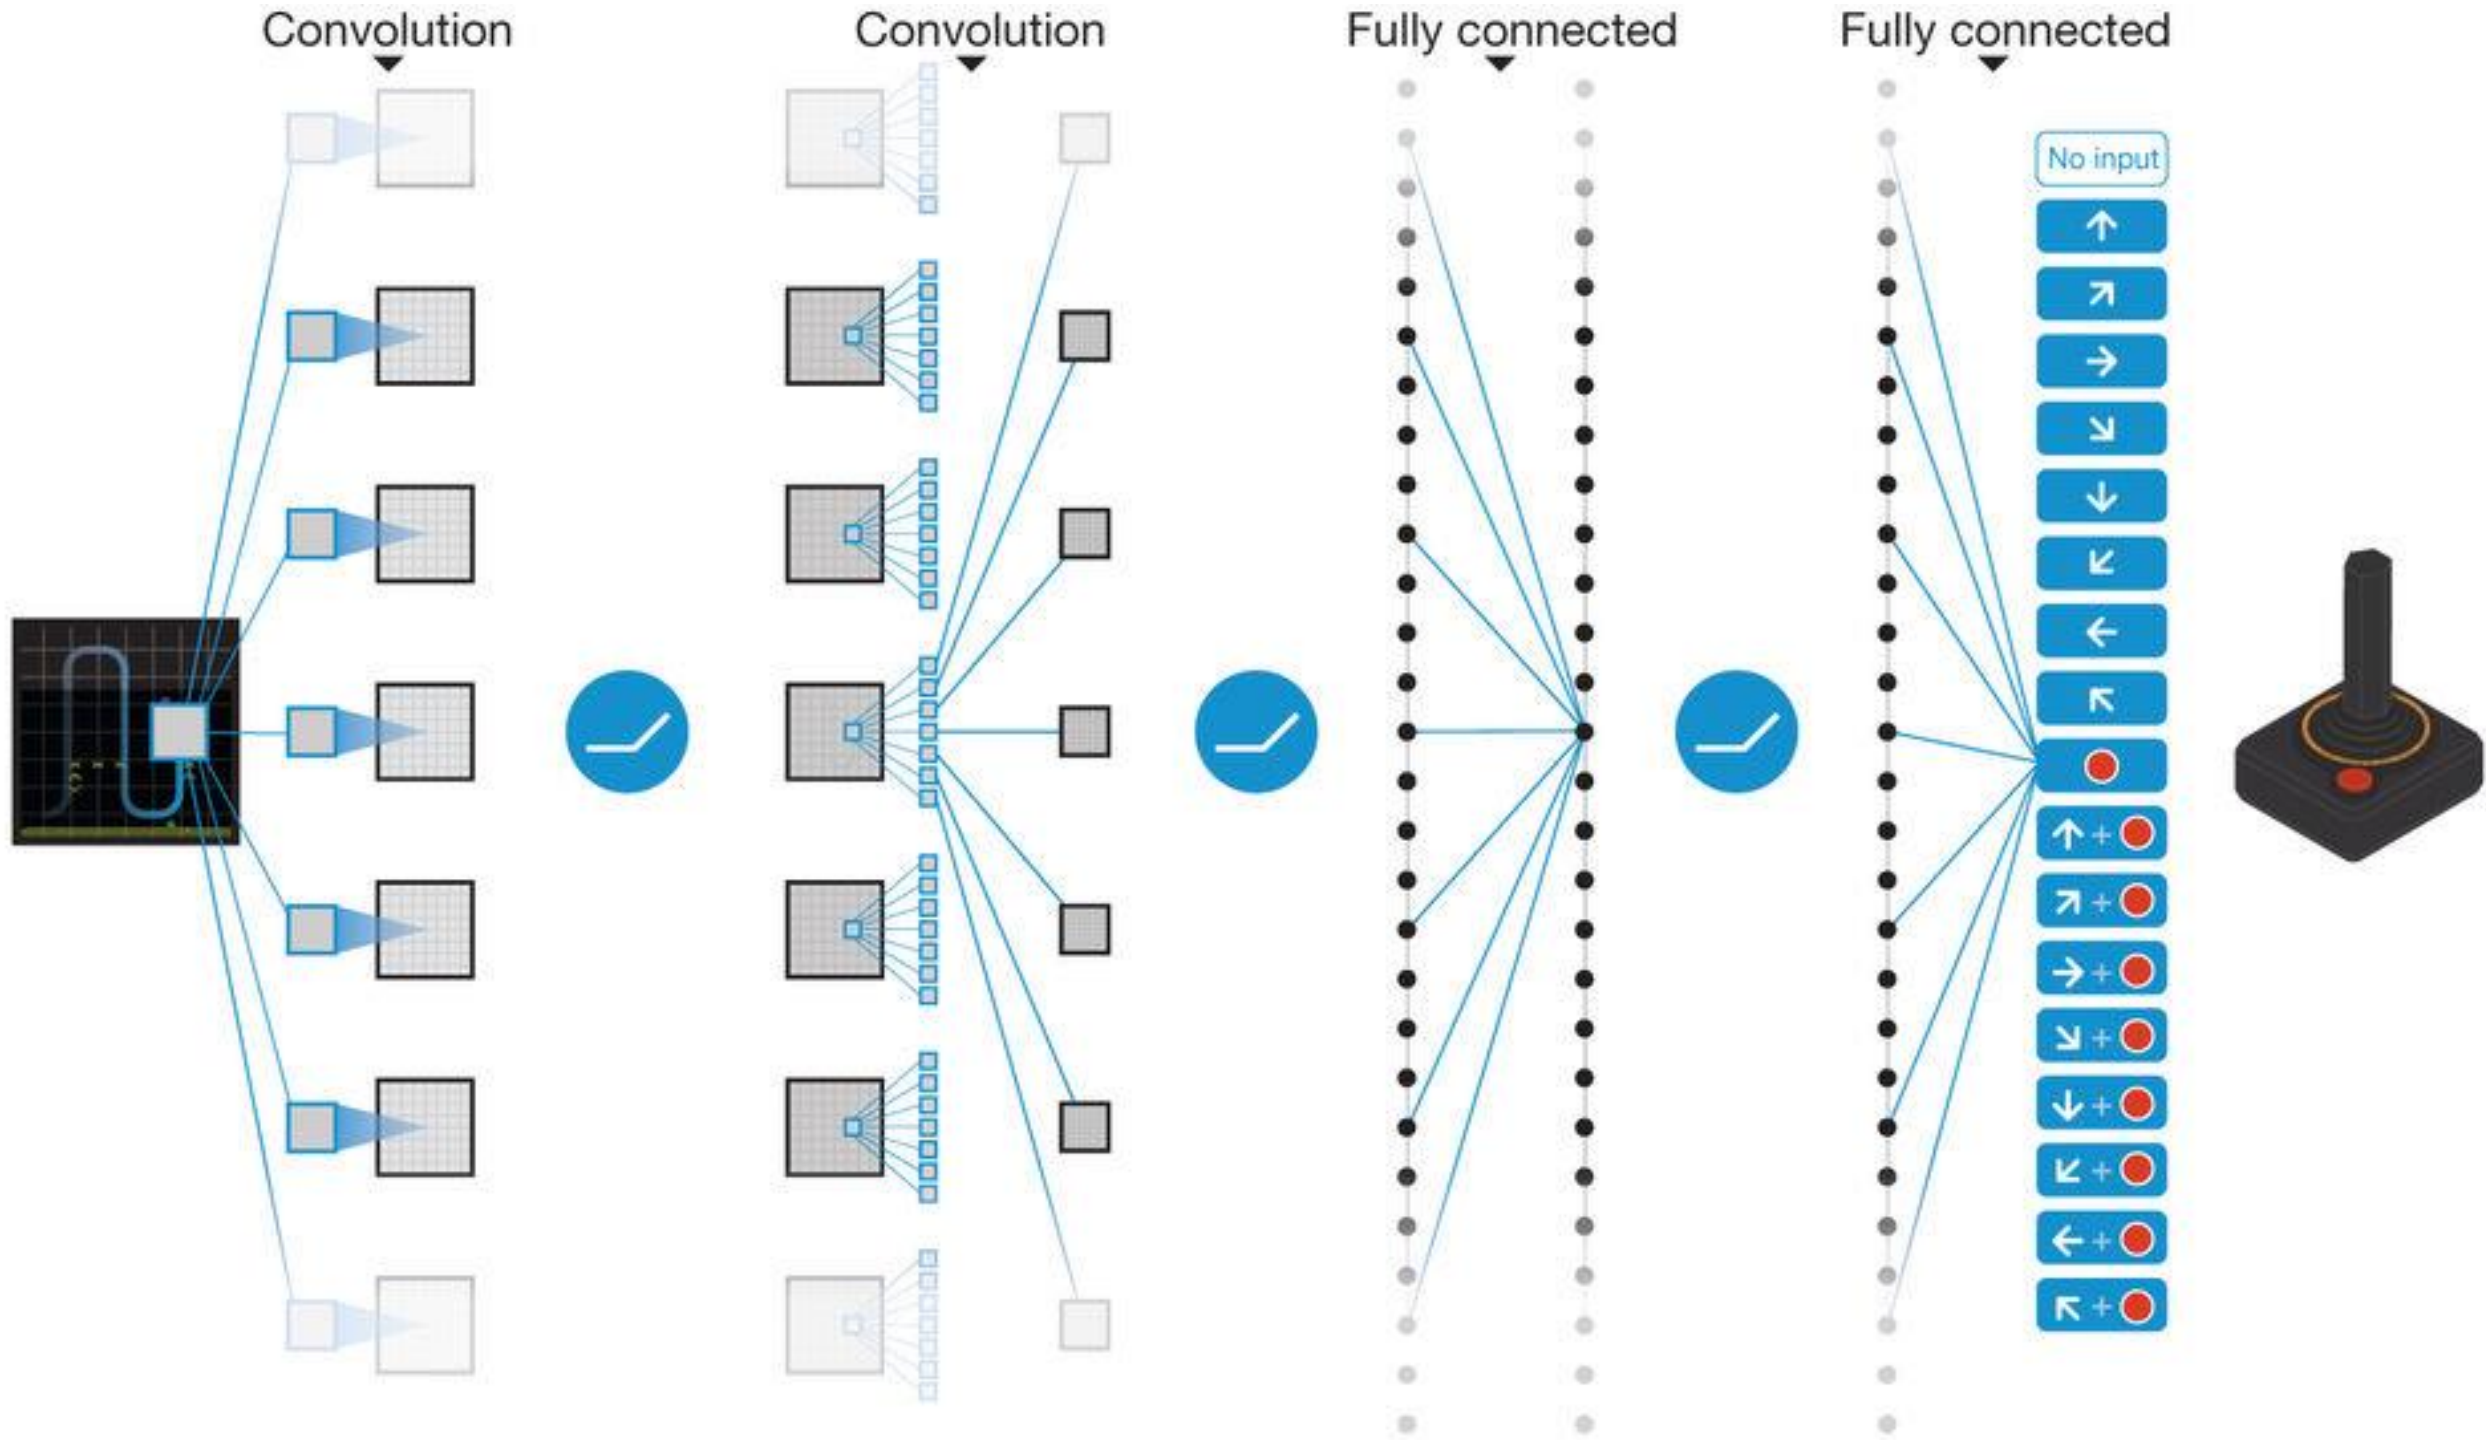 Convolution
Convolution
Fully connected
Fully connected
No input
+
+
+
+
+
+
+
+